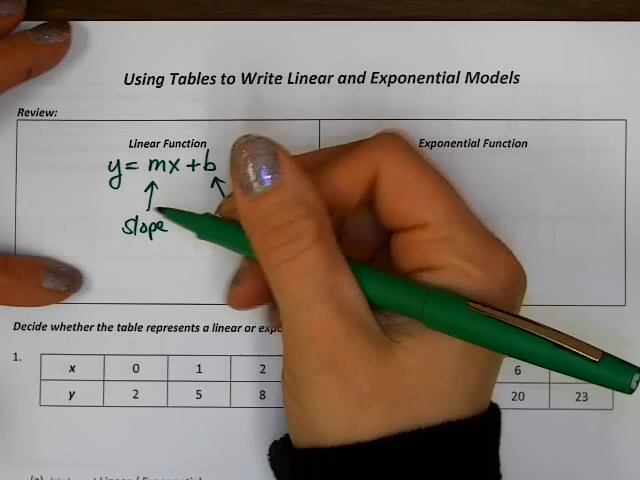 Using Tables to Write Linear and Exponential Models
Review:
Linear Function
Exponential Function
y = mx + b
slope
Decide whether the table represents a linear or
1.
x 0 1 2 6
y 2 5 8 20 23